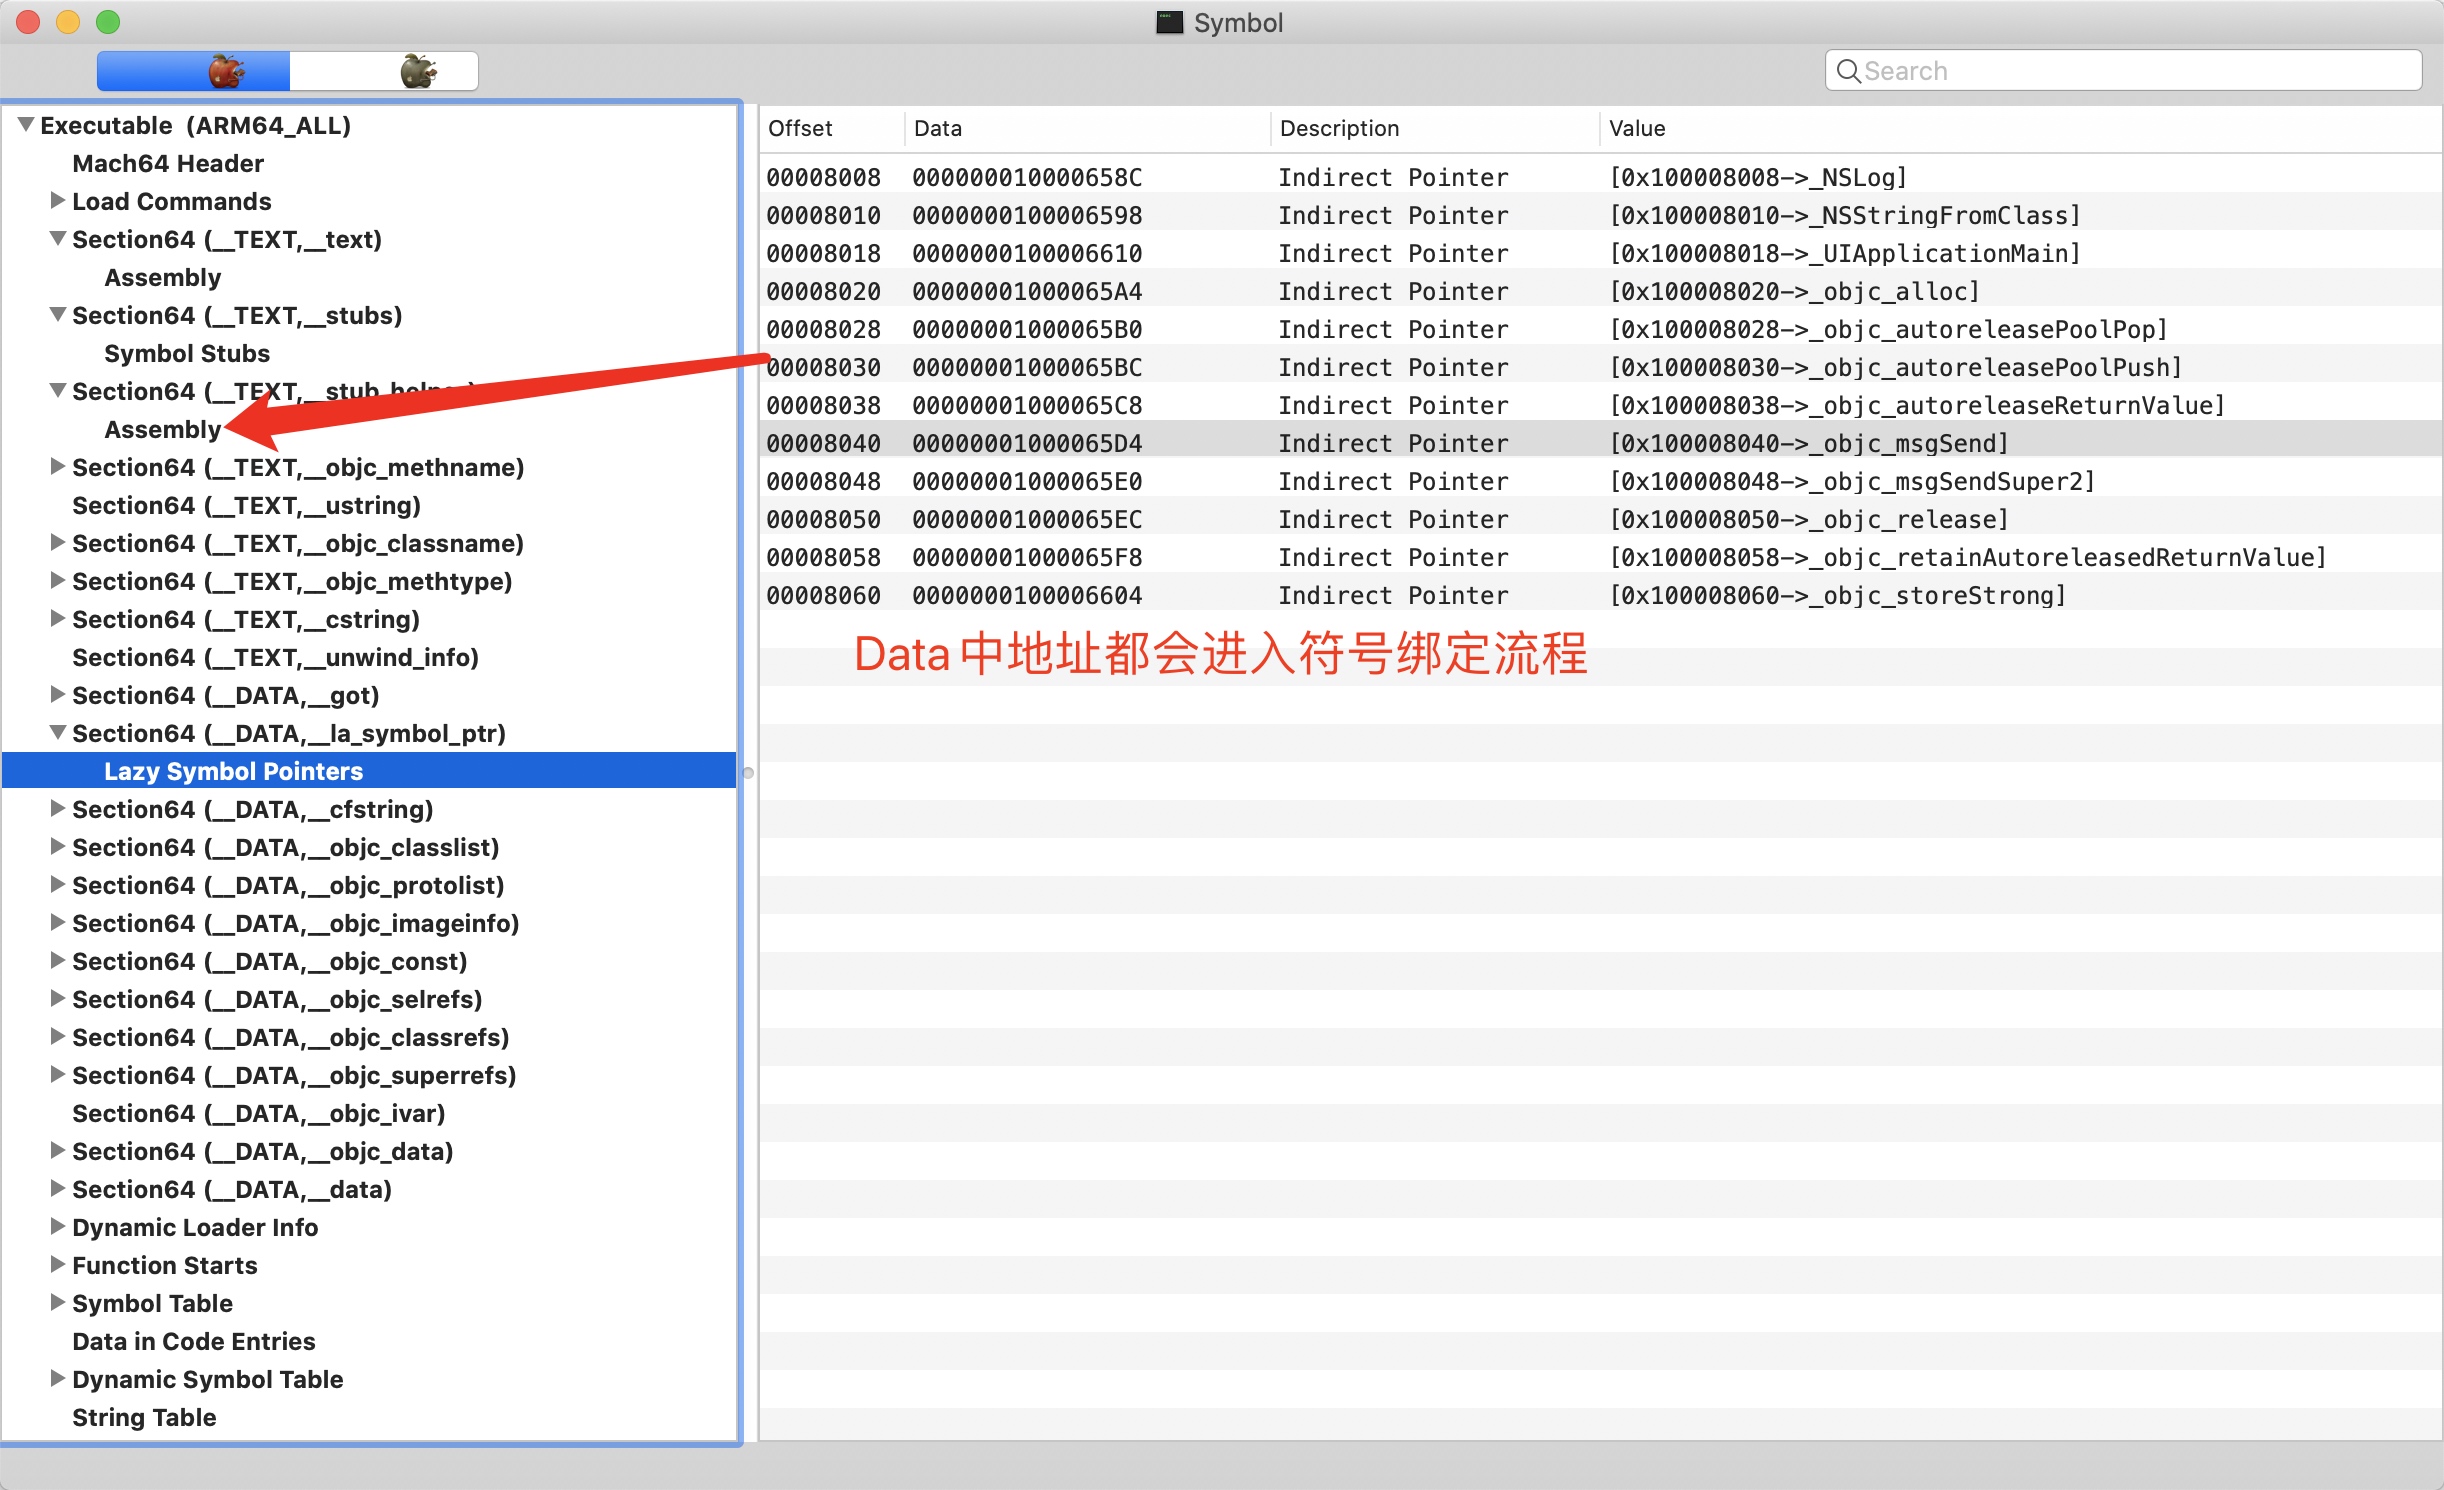 Symbol
Search
Executable (ARM64_ALL)
Mach64 Header
Load Commands
Section64 (__TEXT,__text)
Assembly
Section64 (__TEXT,__stubs)
Symbol Stubs
Section64 (__TEXT,__stub_helper)
Assembly
Section64 (__TEXT,__objc_methname)
Section64 (__TEXT,__ustring)
Section64 (__TEXT,__objc_classname)
Section64 (__TEXT,__objc_methtype)
Section64 (__TEXT,__cstring)
Section64 (__TEXT,__unwind_info)
Section64 (__DATA,__got)
Section64 (__DATA,__la_symbol_ptr)
Lazy Symbol Pointers
Section64 (__DATA,__cfstring)
Section64 (__DATA,__objc_classlist)
Section64 (__DATA,__objc_protolist)
Section64 (__DATA,__objc_imageinfo)
Section64 (__DATA,__objc_const)
Section64 (__DATA,__objc_selrefs)
Section64 (__DATA,__objc_classrefs)
Section64 (__DATA,__objc_superrefs)
Section64 (__DATA,__objc_ivar)
Section64 (__DATA,__objc_data)
Section64 (__DATA,__data)
Dynamic Loader Info
Function Starts
Symbol Table
Data in Code Entries
Dynamic Symbol Table
String Table
Offset Data Description Value
00008008 000000010000658C Indirect Pointer [0x100008008->_NSLog]
00008010 0000000100006598 Indirect Pointer [0x100008010->_NSStringFromClass]
00008018 0000000100006610 Indirect Pointer [0x100008018->_UIApplicationMain]
00008020 00000001000065A4 Indirect Pointer [0x100008020->_objc_alloc]
00008028 00000001000065B0 Indirect Pointer [0x100008028->_objc_autoreleasePoolPop]
00008030 00000001000065BC Indirect Pointer [0x100008030->_objc_autoreleasePoolPush]
00008038 00000001000065C8 Indirect Pointer [0x100008038->_objc_autoreleaseReturnValue]
00008040 00000001000065D4 Indirect Pointer [0x100008040->_objc_msgSend]
00008048 00000001000065E0 Indirect Pointer [0x100008048->_objc_msgSendSuper2]
00008050 00000001000065EC Indirect Pointer [0x100008050->_objc_release]
00008058 00000001000065F8 Indirect Pointer [0x100008058->_objc_retainAutoreleasedReturnValue]
00008060 0000000100006604 Indirect Pointer [0x100008060->_objc_storeStrong]
Data中地址都会进入符号绑定流程